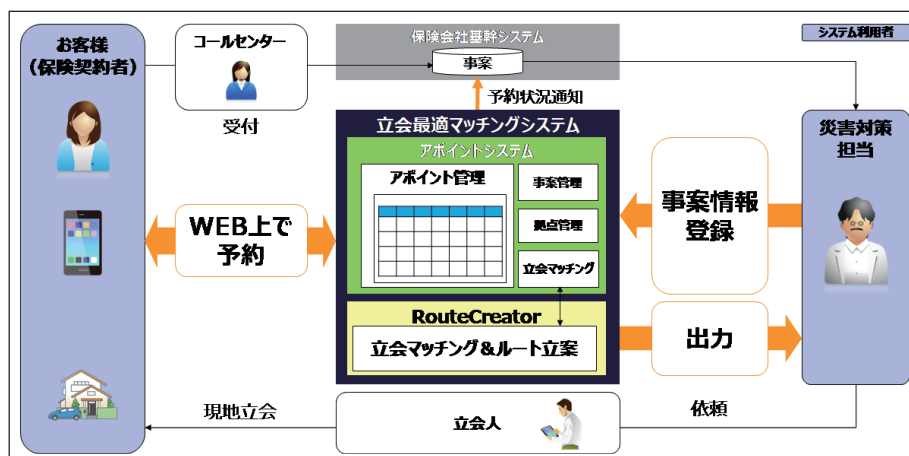 お客様
（保険契約者）
コールセンター
受付
保険会社基幹システム
事案
予約状況通知
システム利用者
災害対策
担当
立会最適マッチングシステム
アポイントシステム
アポイント管理
事案管理
拠点管理
立会マッチング
WEB上で
予約
事案情報
登録
RouteCreator
立会マッチング＆ルート立案
出力
現地立会
立会人
依頼